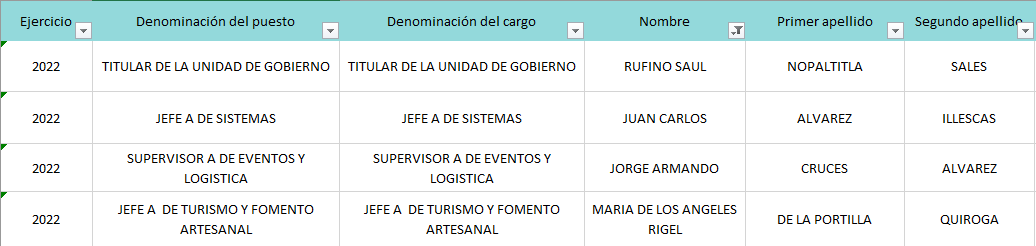 Ejercicio Denominación del puesto Denominación del cargo Nombre Primer apellido Segundo apellido
2022 TITULAR DE LA UNIDAD DE GOBIERNO TITULAR DE LA UNIDAD DE GOBIERNO RUFINO SAUL NOPALTITLA SALES
2022 JEFE A DE SISTEMAS JEFE A DE SISTEMAS JUAN CARLOS ALVAREZ ILLESCAS
SUPERVISOR A DE EVENTOS Y SUPERVISOR A DE EVENTOS Y
2022 JORGE ARMANDO CRUCES ALVAREZ
LOGISTICA LOGISTICA
JEFE A  DE TURISMO Y FOMENTO JEFE A  DE TURISMO Y FOMENTO MARIA DE LOS ANGELES
2022 DE LA PORTILLA QUIROGA
ARTESANAL ARTESANAL RIGEL